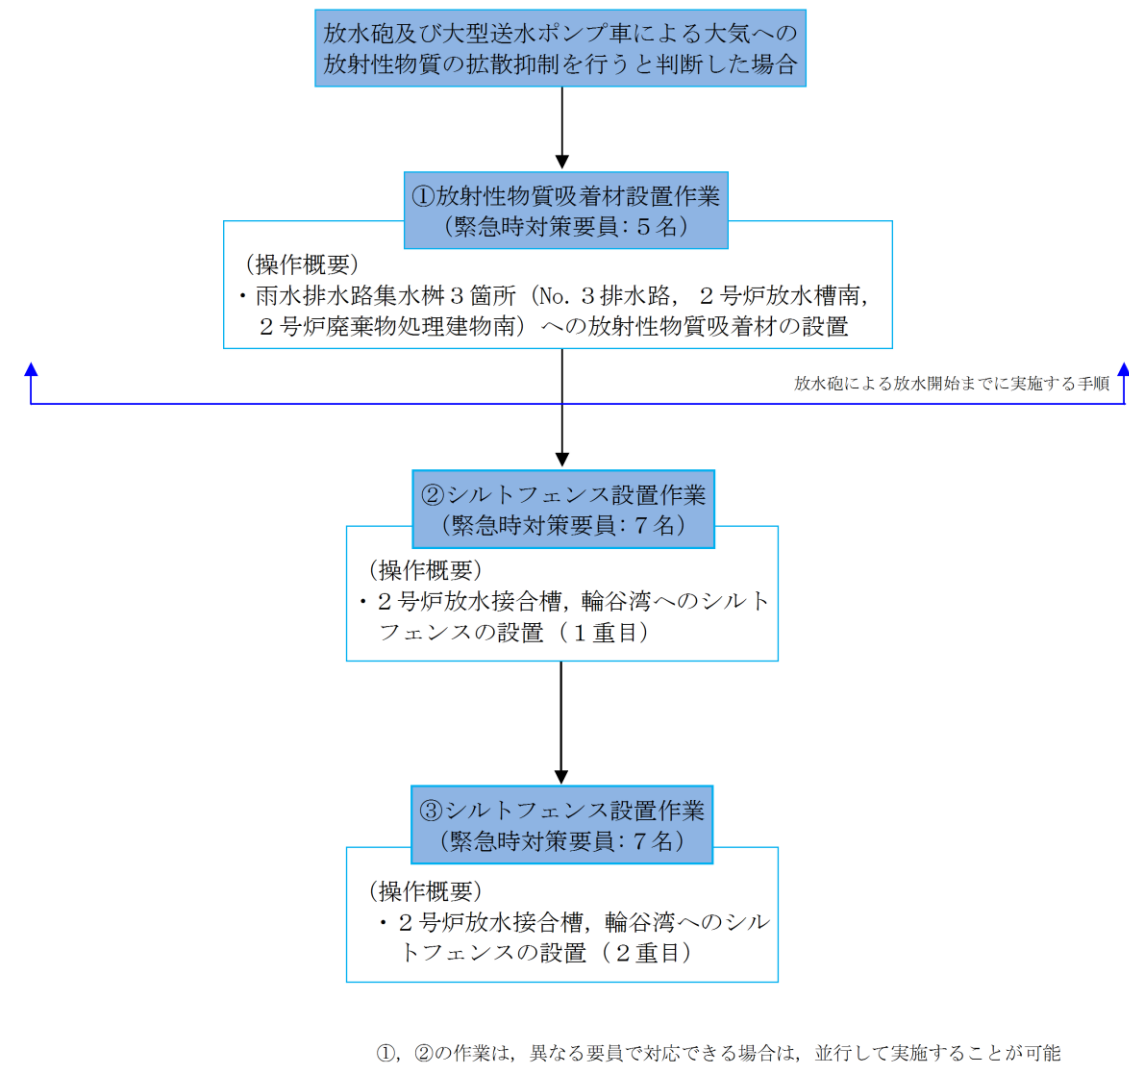 放水砲及び大型送水ポンプ車による大気への
放射性物質の拡散抑制を行うと判断した場合
①放射性物質吸着材設置作業
（緊急時対策要員：５名）
（操作概要）
・雨水排水路集水桝３箇所（No.３排水路，２号炉放水槽南，
２号炉廃棄物処理建物南）への放射性物質吸着材の設置
放水砲による放水開始までに実施する手順
②シルトフェンス設置作業
（緊急時対策要員：７名）
（操作概要）
・２号炉放水接合槽，輪谷湾へのシルト
フェンスの設置（１重目）
③シルトフェンス設置作業
（緊急時対策要員：７名）
（操作概要）
・２号炉放水接合槽，輪谷湾へのシル
トフェンスの設置（２重目）
①，②の作業は，異なる要員で対応できる場合は，並行して実施することが可能